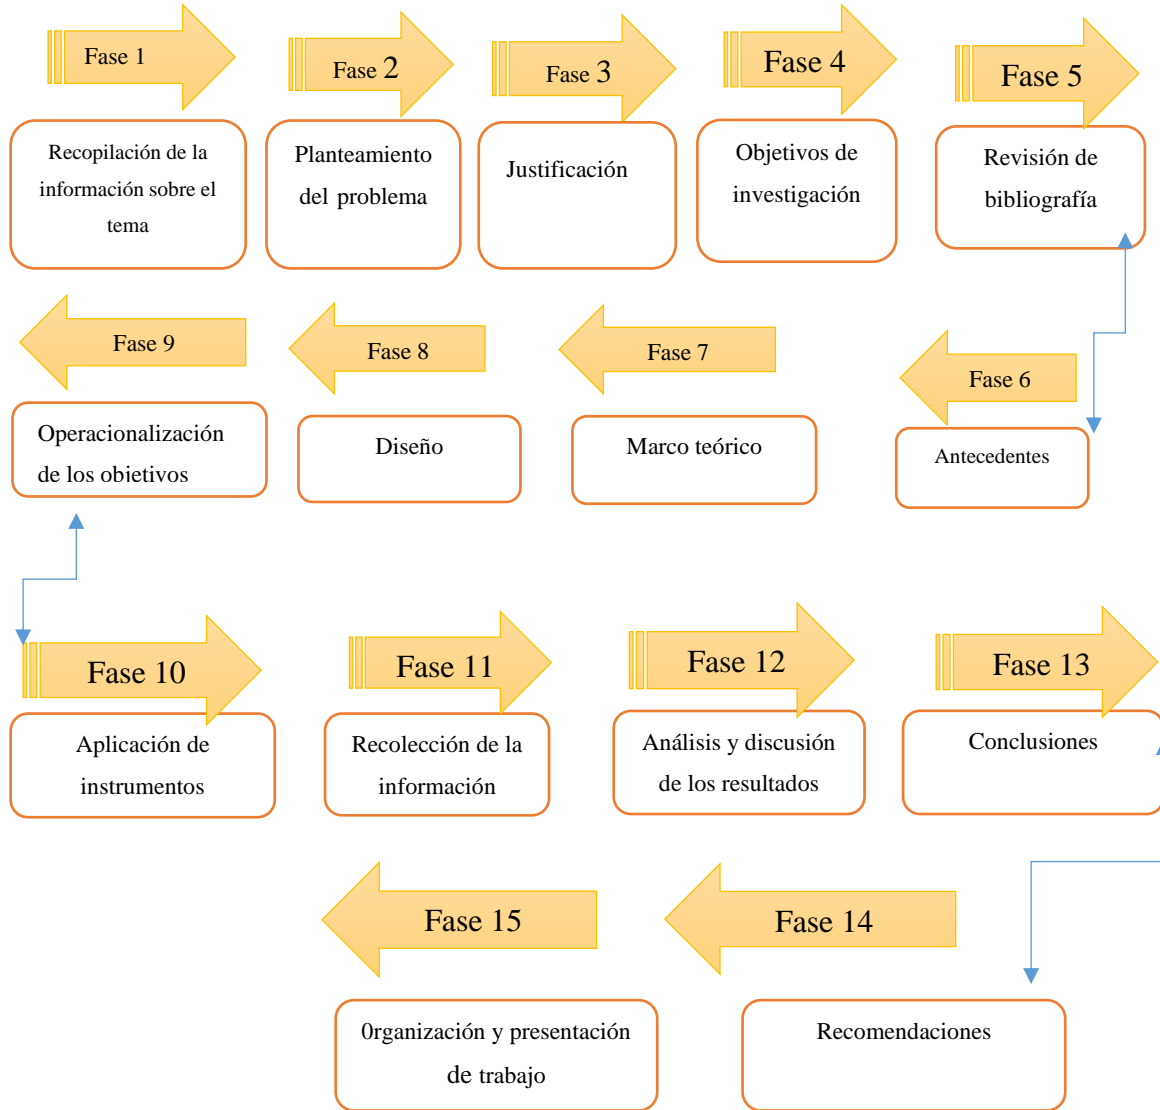 Fase 1
Recopilación de la
información sobre el
tema
Fase 2
Planteamiento
del problema
Fase 3
Justificación
Fase 4
Objetivos de
investigación
Fase 5
Revisión de
bibliografía
Fase 6
Antecedentes
Fase 7
Marco teórico
Fase 8
Diseño
Fase 9
Operacionalización
de los objetivos
Fase 10
Aplicación de
instrumentos
Fase 11
Recolección de la
información
Fase 12
Análisis y discusión
de los resultados
Fase 13
Conclusiones
Fase 14
Recomendaciones
Fase 15
0rganización y presentación
de trabajo